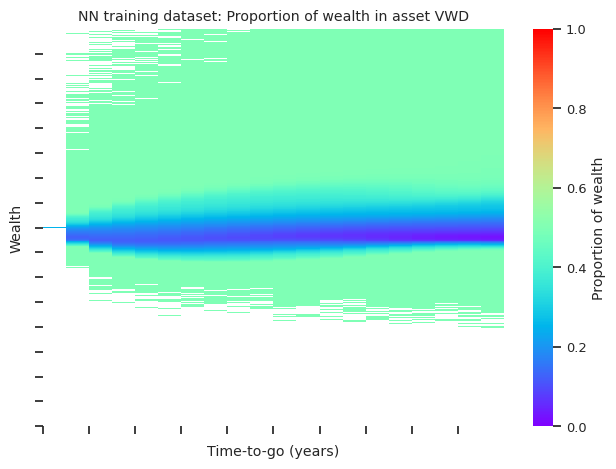 NN training dataset: Proportion of wealth in asset VWD
Wealth
Time-to-go (years)
1.0
0.8
0.6
0.4
0.2
0.0
Proportion of wealth